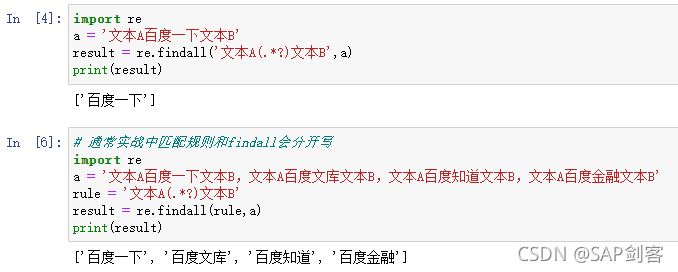 In [4]: import re
a = '文本A百度一下文本B'
result = re.findall('文本A(.*?)文本B',a)
print(result)
['百度一下']
In [6]: # 通常实战中匹配规则和findall会分开写
import re
a = '文本A百度一下文本B，文本A百度文库文本B，文本A百度知道文本B，文本A百度金融文本B'
rule = '文本A(.*?)文本B'
result = re.findall(rule,a)
print(result)
['百度一下', '百度文库', '百度知道', '百度金融']
CSDN @SAP剑客